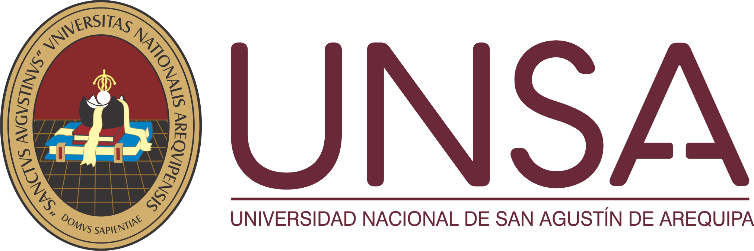 "SANCTVS AVGVSTINVS" VNIVERSITAS NATIONALIS AREQVIPENSIS
DOMVS SAPIENTIAE
UNSA
UNIVERSIDAD NACIONAL DE SAN AGUSTÍN DE AREQUIPA